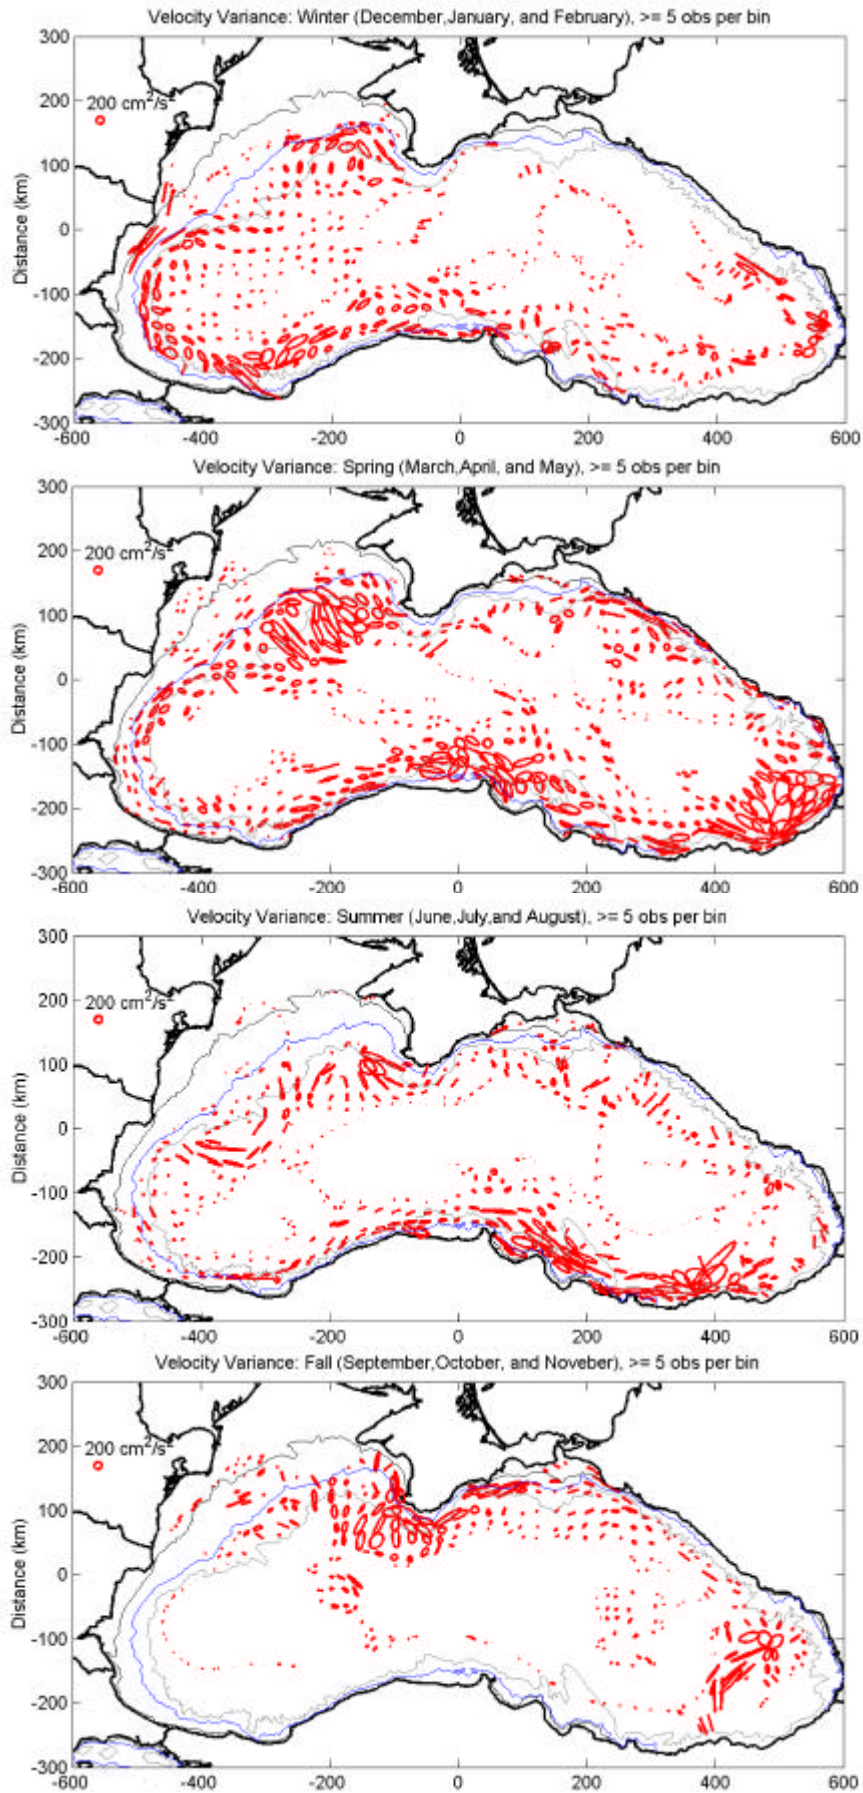 Velocity Variance: Winter (December,January, and February), >= 5 obs per bin
300
200
200 cm²/s²
100
0
-100
-200
-300
Distance (km)
-600 -400 -200 0 200 400 600
Velocity Variance: Spring (March,April, and May), >= 5 obs per bin
300
200
200 cm²/s²
100
0
-100
-200
-300
Distance (km)
-600 -400 -200 0 200 400 600
Velocity Variance: Summer (June,July,and August), >= 5 obs per bin
300
200
200 cm²/s²
100
0
-100
-200
-300
Distance (km)
-600 -400 -200 0 200 400 600
Velocity Variance: Fall (September,October, and Noveber), >= 5 obs per bin
300
200
200 cm²/s²
100
0
-100
-200
-300
Distance (km)
-600 -400 -200 0 200 400 600